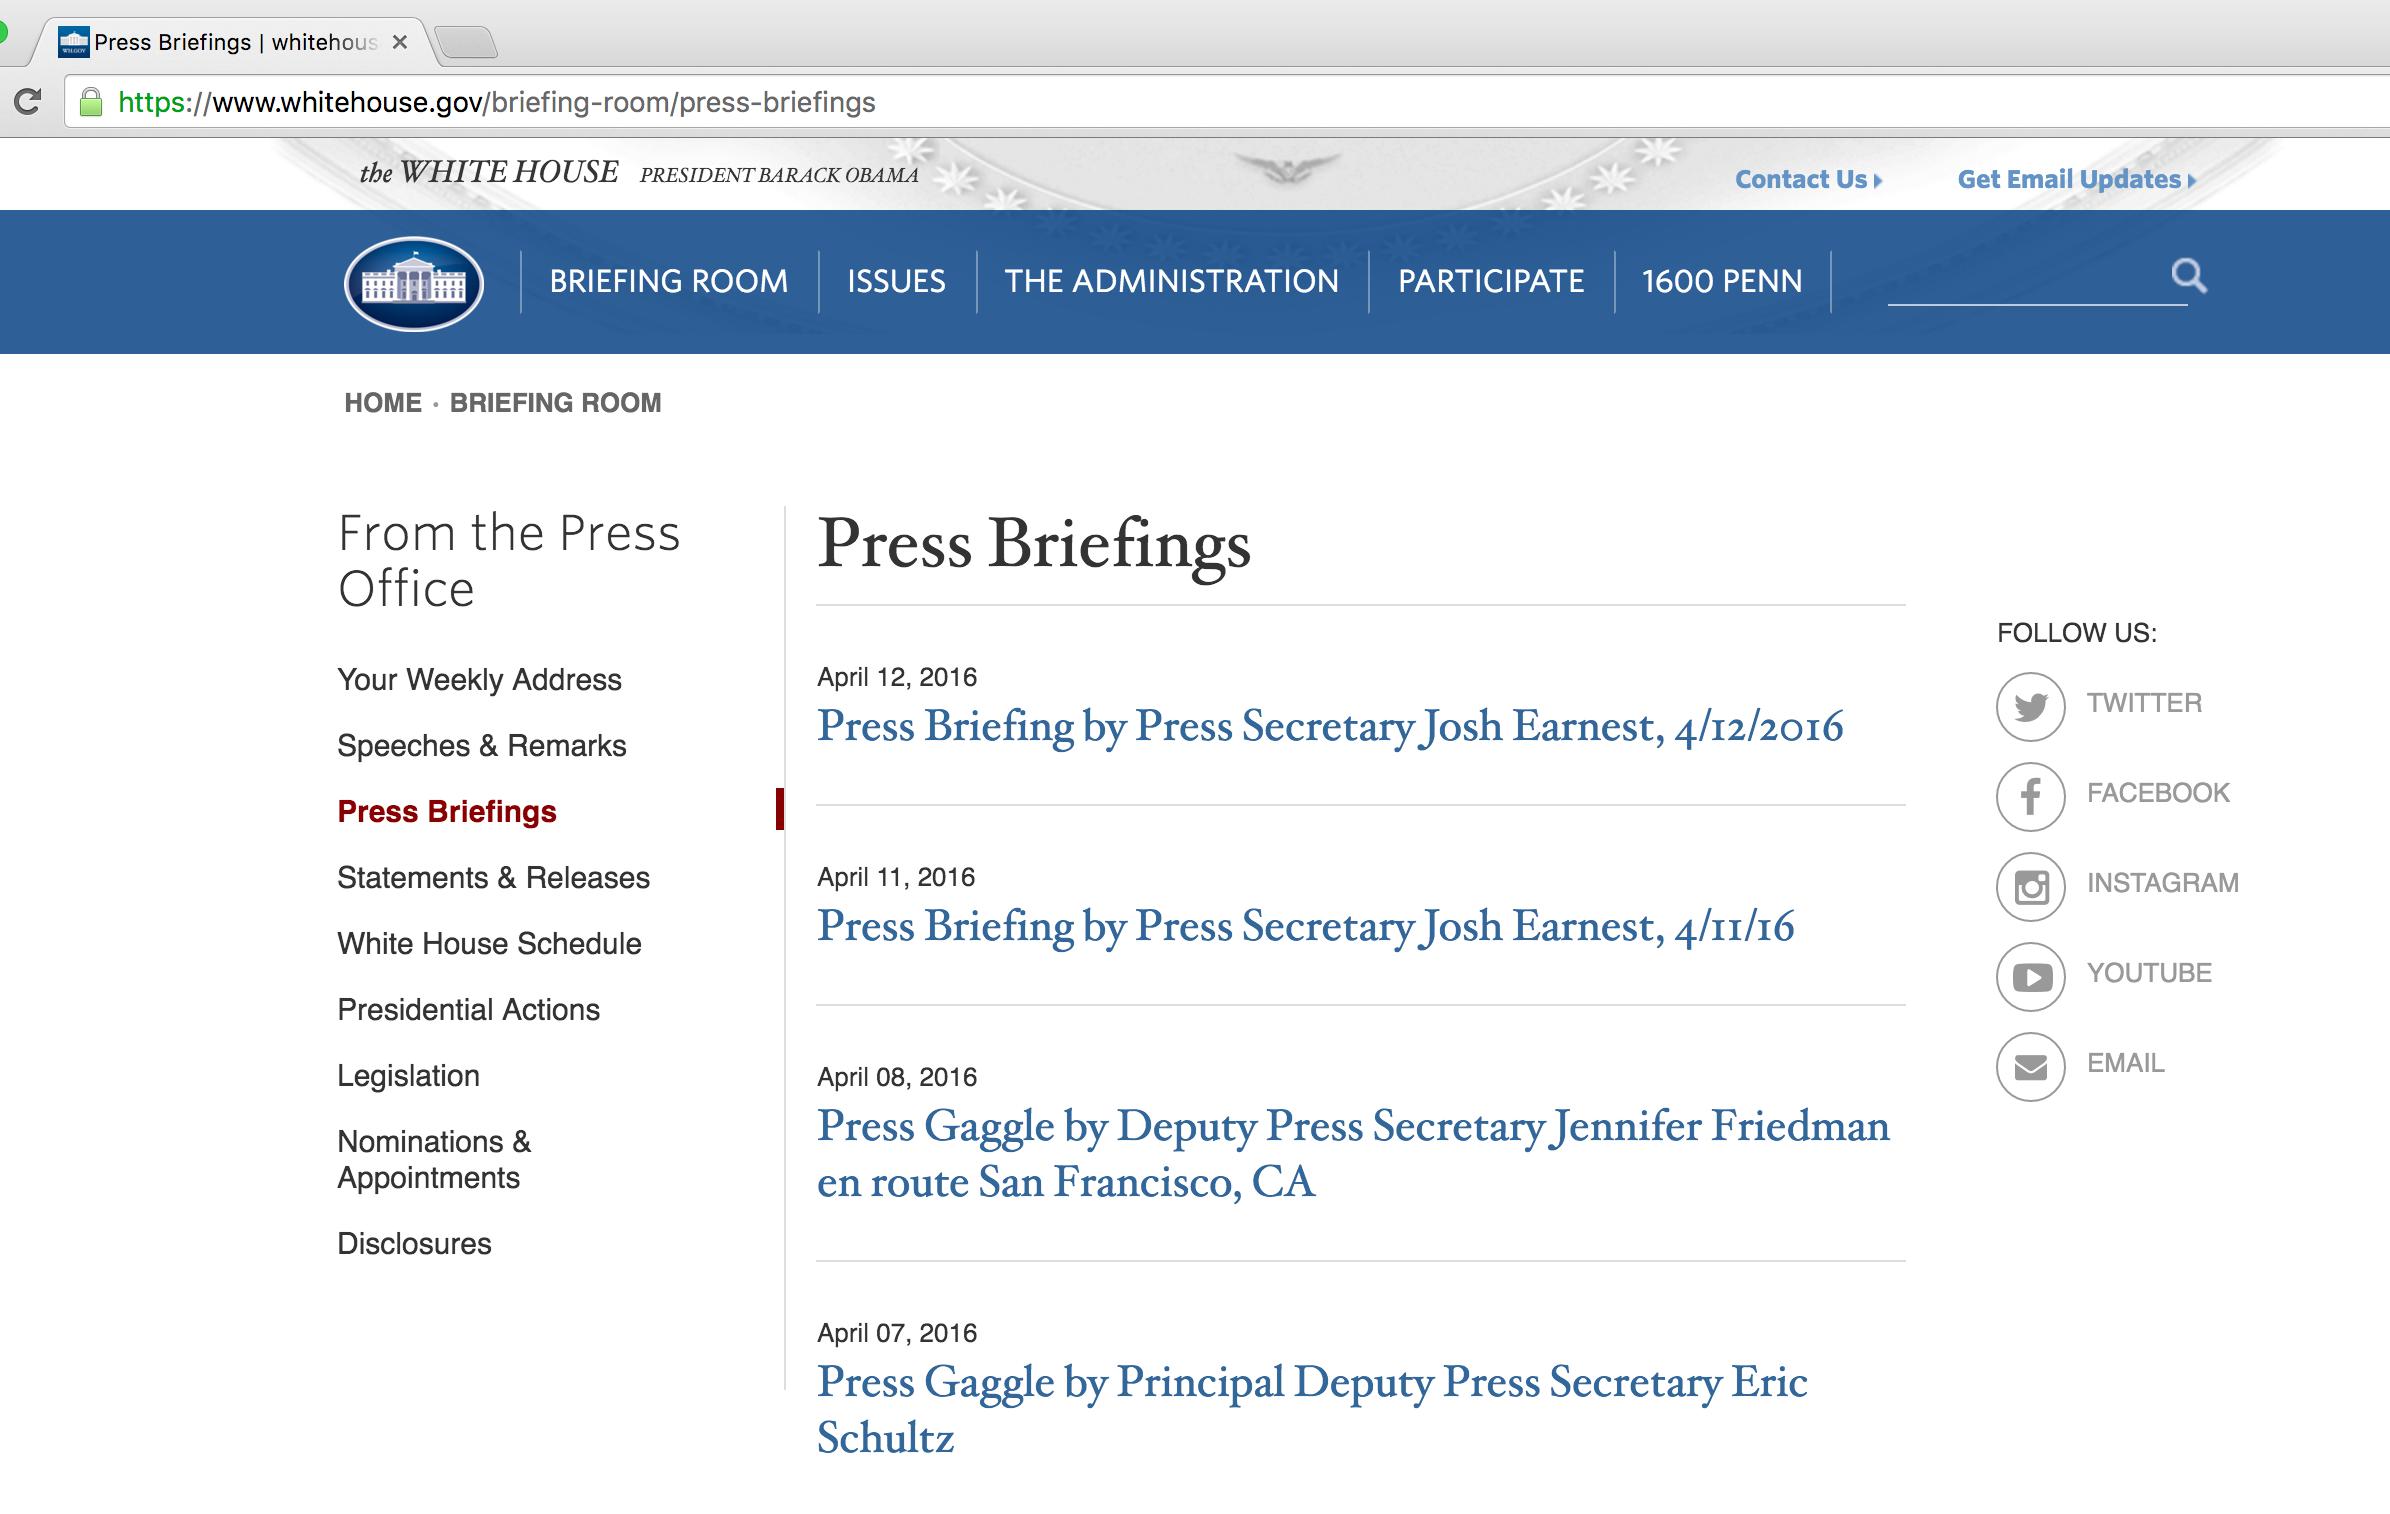 Press Briefings | whitehous
https://www.whitehouse.gov/briefing-room/press-briefings
the WHITE HOUSE PRESIDENT BARACK OBAMA
Contact Us
Get Email Updates
BRIEFING ROOM
ISSUES
THE ADMINISTRATION
PARTICIPATE
1600 PENN
HOME · BRIEFING ROOM
From the Press
Office
Your Weekly Address
Speeches & Remarks
Press Briefings
Statements & Releases
White House Schedule
Presidential Actions
Legislation
Nominations &
Appointments
Disclosures
Press Briefings
April 12, 2016
Press Briefing by Press Secretary Josh Earnest, 4/12/2016
April 11, 2016
Press Briefing by Press Secretary Josh Earnest, 4/11/16
April 08, 2016
Press Gaggle by Deputy Press Secretary Jennifer Friedman
en route San Francisco, CA
April 07, 2016
Press Gaggle by Principal Deputy Press Secretary Eric
Schultz
FOLLOW US:
TWITTER
FACEBOOK
INSTAGRAM
YOUTUBE
EMAIL